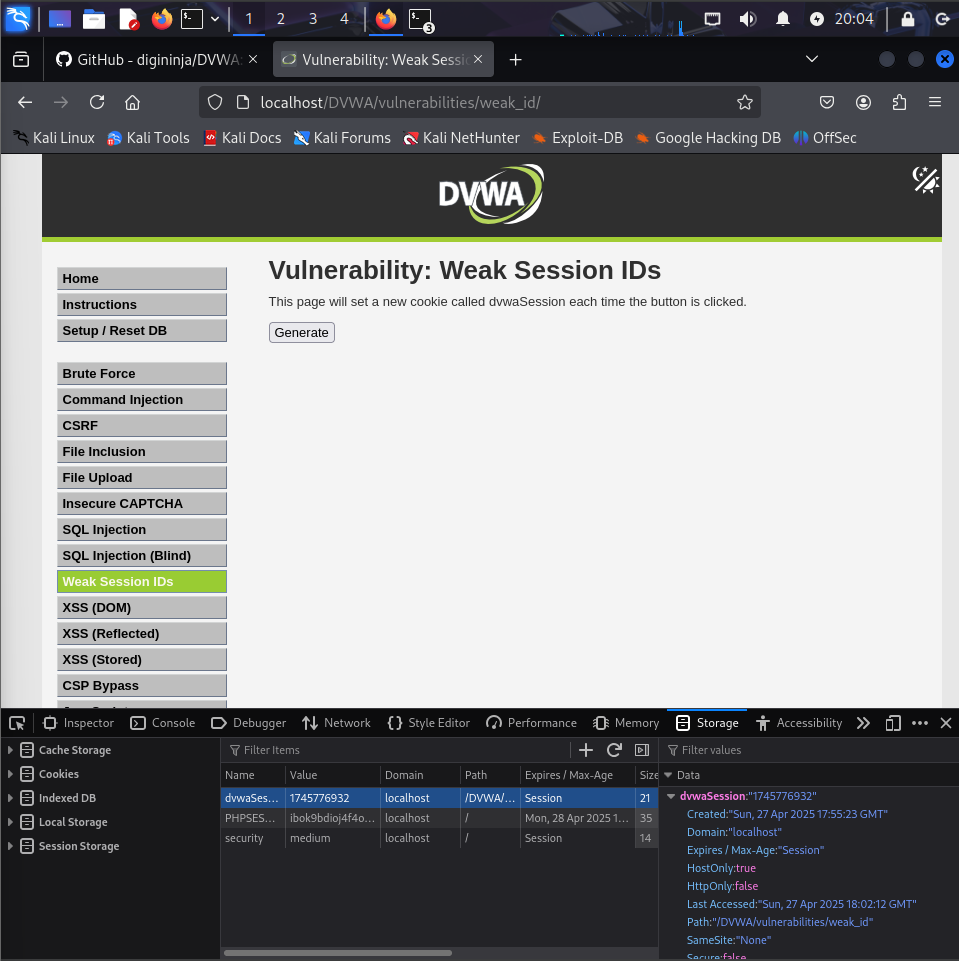 1 2 3 4 3 20:04
GitHub - digininja/DVWA: Vulnerability: Weak Sessio
localhost/DVWA/vulnerabilities/weak_id/
Kali Linux Kali Tools Kali Docs Kali Forums Kali NetHunter Exploit-DB Google Hacking DB OffSec
DVWA
Vulnerability: Weak Session IDs
This page will set a new cookie called dvwaSession each time the button is clicked.
Generate
Home
Instructions
Setup / Reset DB
Brute Force
Command Injection
CSRF
File Inclusion
File Upload
Insecure CAPTCHA
SQL Injection
SQL Injection (Blind)
Weak Session IDs
XSS (DOM)
XSS (Reflected)
XSS (Stored)
CSP Bypass
Inspector Console Debugger Network Style Editor Performance Memory Storage Accessibility
Cache Storage
Cookies
Indexed DB
Local Storage
Session Storage
Filter Items
Name Value Domain Path Expires / Max-Age Size
dvwaSes... 1745776932 localhost /DVWA/... Session 21
PHPSES... ibok9bdioj4f4o... localhost / Mon, 28 Apr 2025 1... 35
security medium localhost / Session 14
Filter values
Data
dvwaSession:"1745776932"
Created:"Sun, 27 Apr 2025 17:55:23 GMT"
Domain:"localhost"
Expires / Max-Age:"Session"
HostOnly:true
HttpOnly:false
Last Accessed:"Sun, 27 Apr 2025 18:02:12 GMT"
Path:"/DVWA/vulnerabilities/weak_id"
SameSite:"None"
Secure:false